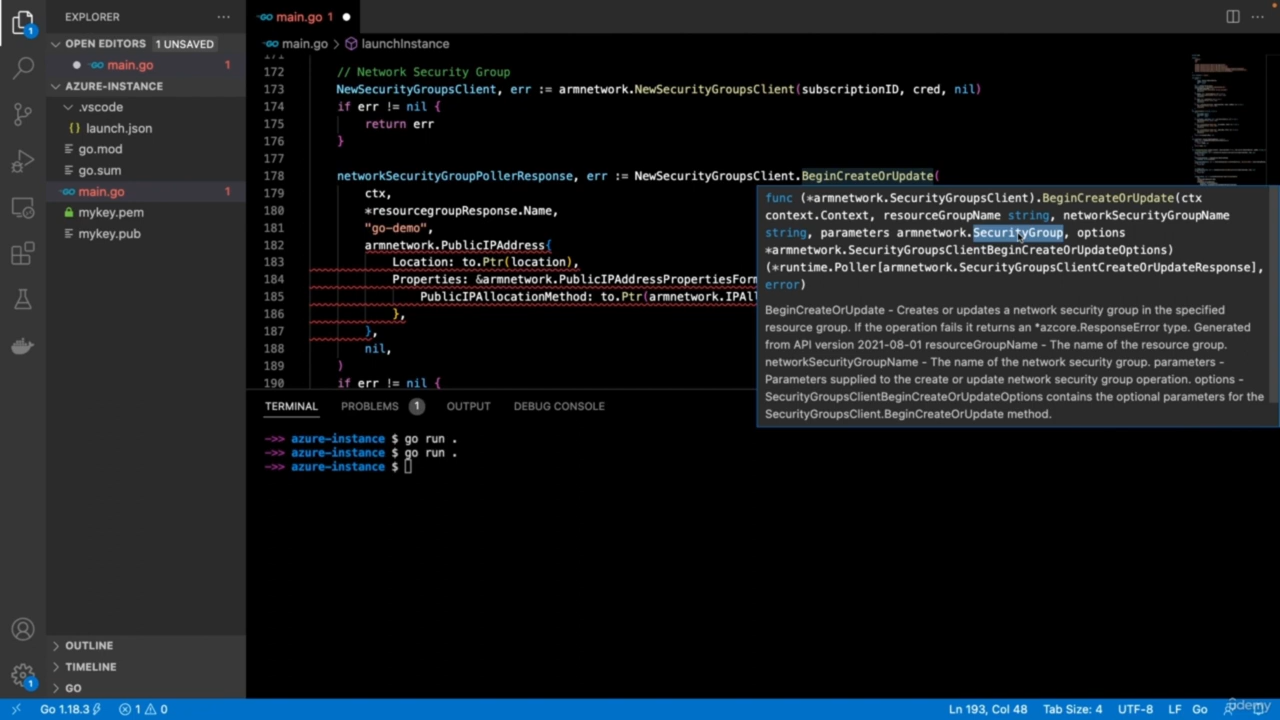 EXPLORER
OPEN EDITORS 1 UNSAVED
main.go 1
AZURE-INSTANCE
.vscode
{} launch.json
go.mod
go.sum
main.go 1
mykey.pem
mykey.pub
OUTLINE
TIMELINE
GO
main.go 1
main.go > launchInstance
171
172 // Network Security Group
173 NewSecurityGroupsClient, err := armnetwork.NewSecurityGroupsClient(subscriptionID, cred, nil)
174 if err != nil {
175 return err
176 }
177
178 networkSecurityGroupPollerResponse, err := NewSecurityGroupsClient.BeginCreateOrUpdate(
179 ctx,
180 *resourcegroupResponse.Name,
181 "go-demo",
182 armnetwork.PublicIPAddress{
183 Location: to.Ptr(location),
184 Properties: &armnetwork.PublicIPAddressPropertiesForm
185 PublicIPAllocationMethod: to.Ptr(armnetwork.IPAll
186 },
187 },
188 nil,
189 )
190 if err != nil {
func (*armnetwork.SecurityGroupsClient).BeginCreateOrUpdate(ctx
context.Context, resourceGroupName string, networkSecurityGroupName
string, parameters armnetwork.SecurityGroup, options
*armnetwork.SecurityGroupsClientBeginCreateOrUpdateOptions)
(*runtime.Poller[armnetwork.SecurityGroupsClientCreateOrUpdateResponse],
error)
BeginCreateOrUpdate - Creates or updates a network security group in the specified
resource group. If the operation fails it returns an *azcore.ResponseError type. Generated
from API version 2021-08-01 resourceGroupName - The name of the resource group.
networkSecurityGroupName - The name of the network security group. parameters -
Parameters supplied to the create or update network security group operation. options -
SecurityGroupsClientBeginCreateOrUpdateOptions contains the optional parameters for the
SecurityGroupsClient.BeginCreateOrUpdate method.
TERMINAL PROBLEMS 1 OUTPUT DEBUG CONSOLE
->> azure-instance $ go run .
->> azure-instance $ go run .
->> azure-instance $
Go 1.18.3 1 0 Ln 193, Col 48 Tab Size: 4 UTF-8 LF Go
udemy